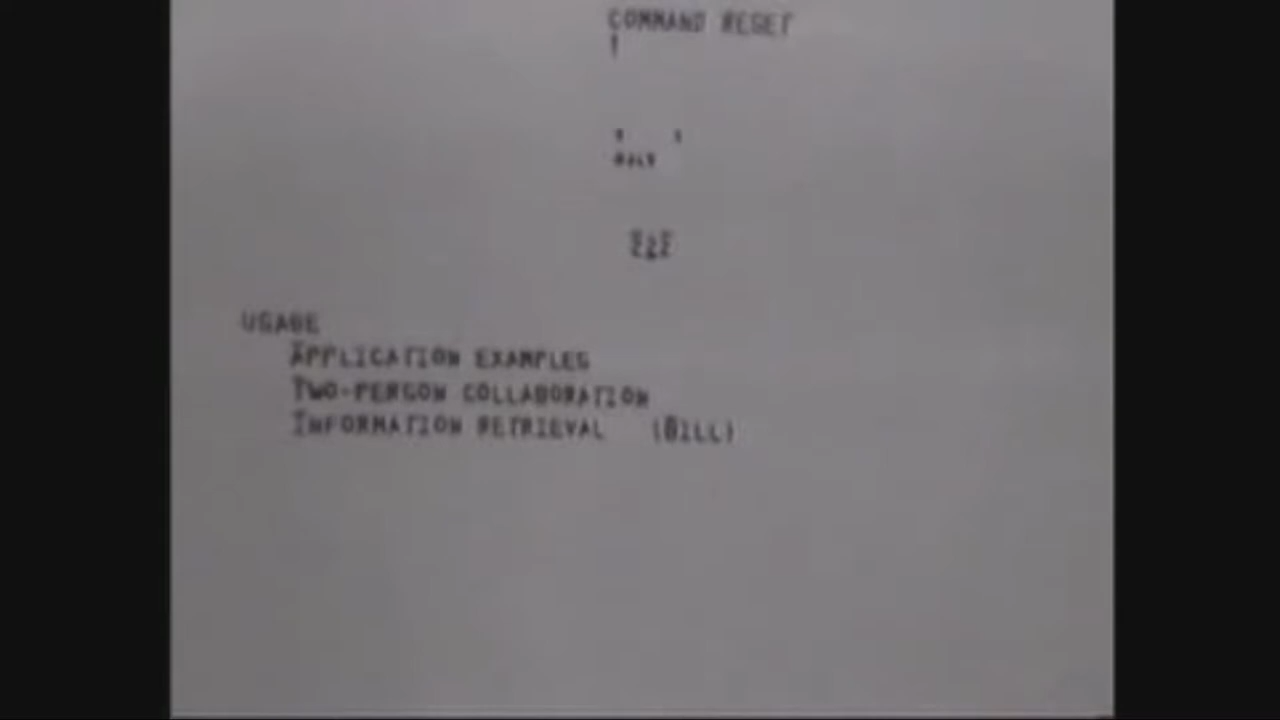 COMMAND RESET
USAGE
APPLICATION EXAMPLES
TWO-PERSON COLLABORATION
INFORMATION RETRIEVAL (BILL)